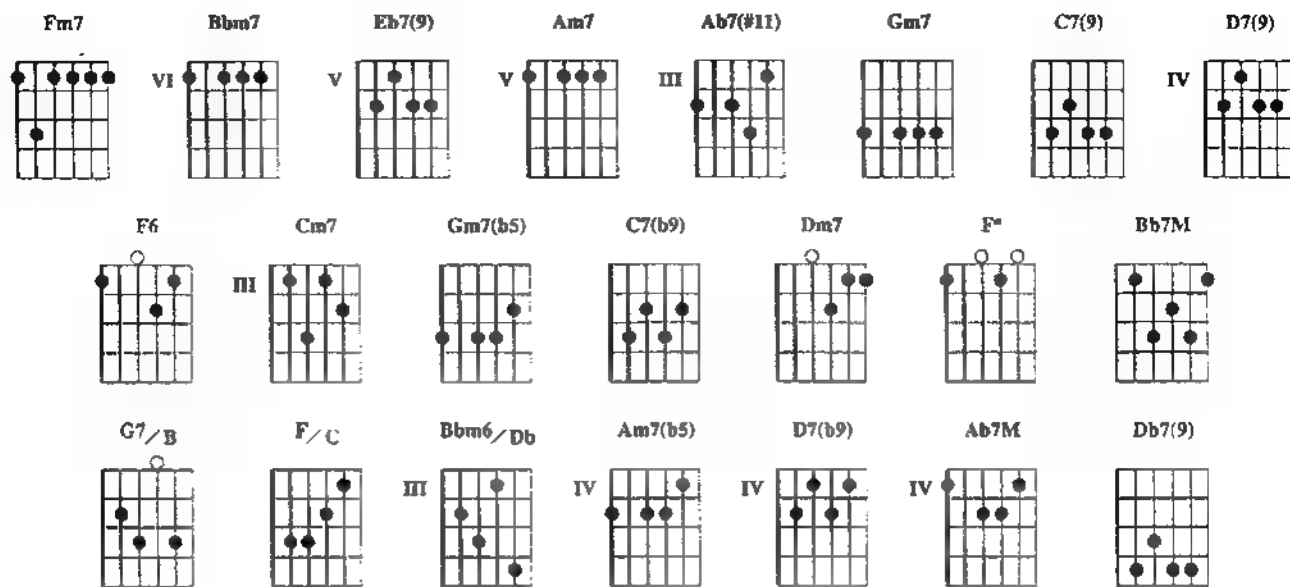 Fm7 Bbm7 Eb7(9) Am7 Ab7(#11) Gm7 C7(9) D7(9)
VI V V III IV
F6 Cm7 Gm7(b5) C7(b9) Dm7 F° Bb7M
III
G7/B F/C Bbm6/Db Am7(b5) D7(b9) Ab7M Db7(9)
III IV IV IV